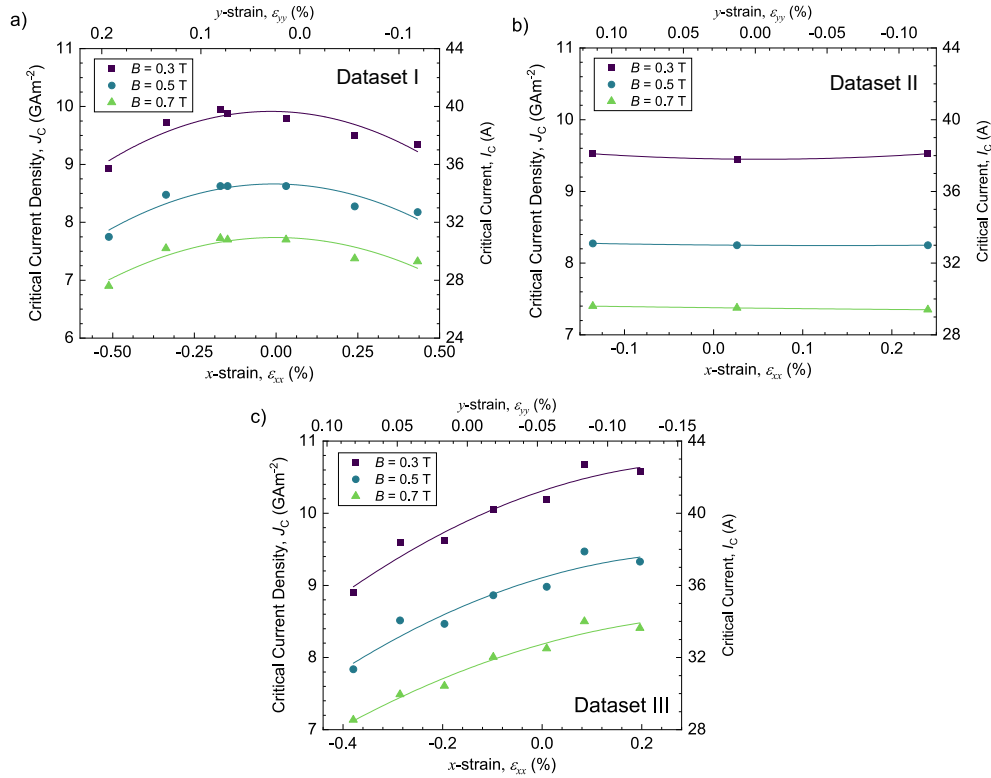 a)
y-strain, εyy (%)
0.2 0.1 0.0 -0.1
11 10 9 8 7 6
Critical Current Density, JC (GAm⁻²)
B = 0.3 T
B = 0.5 T
B = 0.7 T
Dataset I
44 40 36 32 28 24
Critical Current, IC (A)
-0.50 -0.25 0.00 0.25 0.50
x-strain, εxx (%)
b)
y-strain, εyy (%)
0.10 0.05 0.00 -0.05 -0.10
11 10 9 8 7
Critical Current Density, JC (GAm⁻²)
B = 0.3 T
B = 0.5 T
B = 0.7 T
Dataset II
44 42 39 36 33 30 28
Critical Current, IC (A)
-0.1 0.0 0.1 0.2
x-strain, εxx (%)
c)
y-strain, εyy (%)
0.10 0.05 0.00 -0.05 -0.10 -0.15
11 10 9 8 7
Critical Current Density, JC (GAm⁻²)
B = 0.3 T
B = 0.5 T
B = 0.7 T
Dataset III
44 40 36 32 28
Critical Current, IC (A)
-0.4 -0.2 0.0 0.2
x-strain, εxx (%)